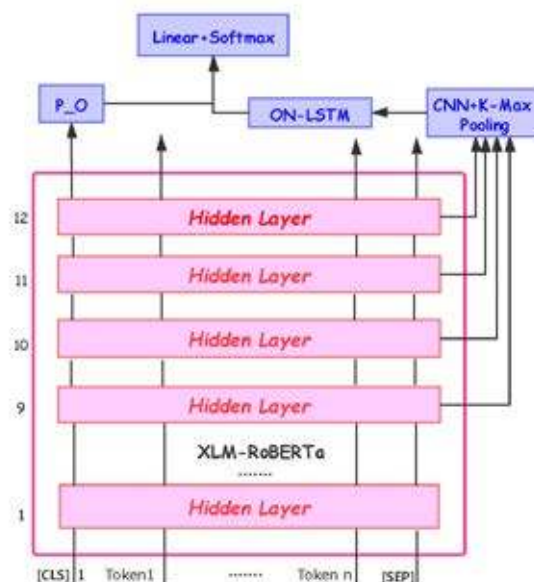 Linear+Softmax
P_O
ON-LSTM
CNN+K-Max
Pooling
12
Hidden Layer
11
Hidden Layer
10
Hidden Layer
9
Hidden Layer
XLM-RoBERTa
.......
1
Hidden Layer
[CLS] 1 Token1 ....... Token n [SEP]